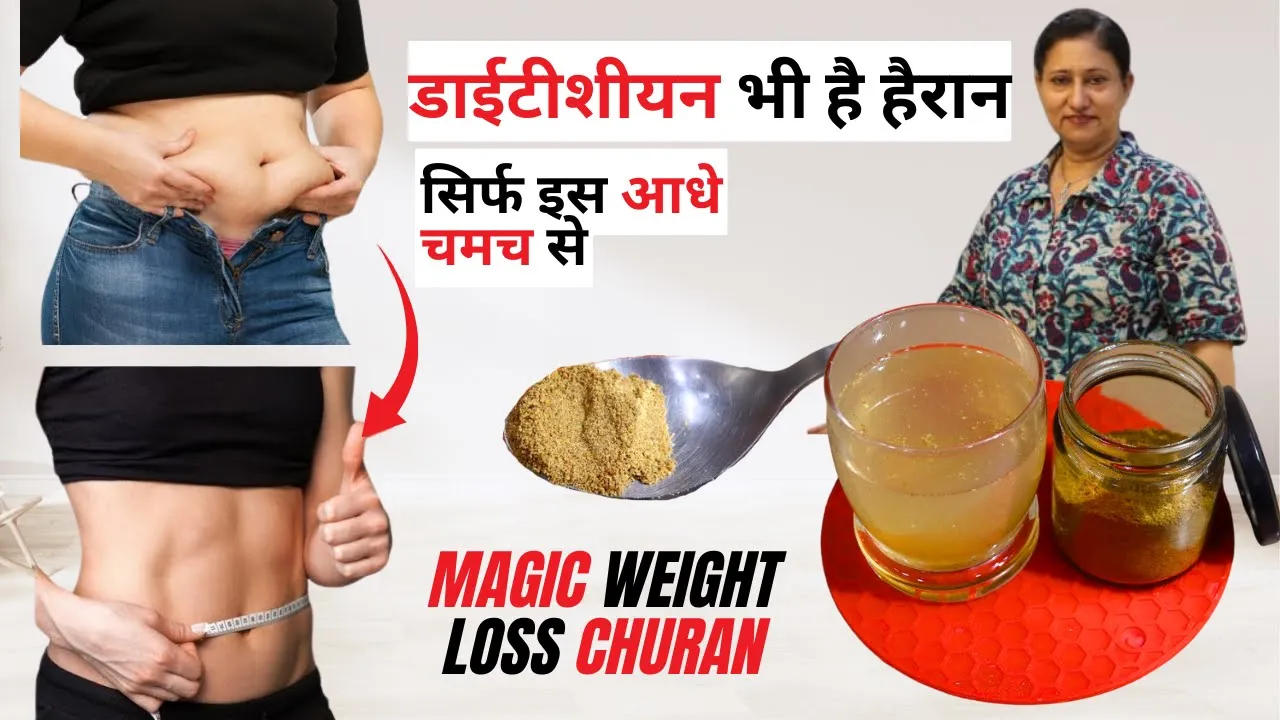 डाईटीशीयन भी है हैरान
सिर्फ इस आधे
चमच से
MAGIC WEIGHT
LOSS CHURAN